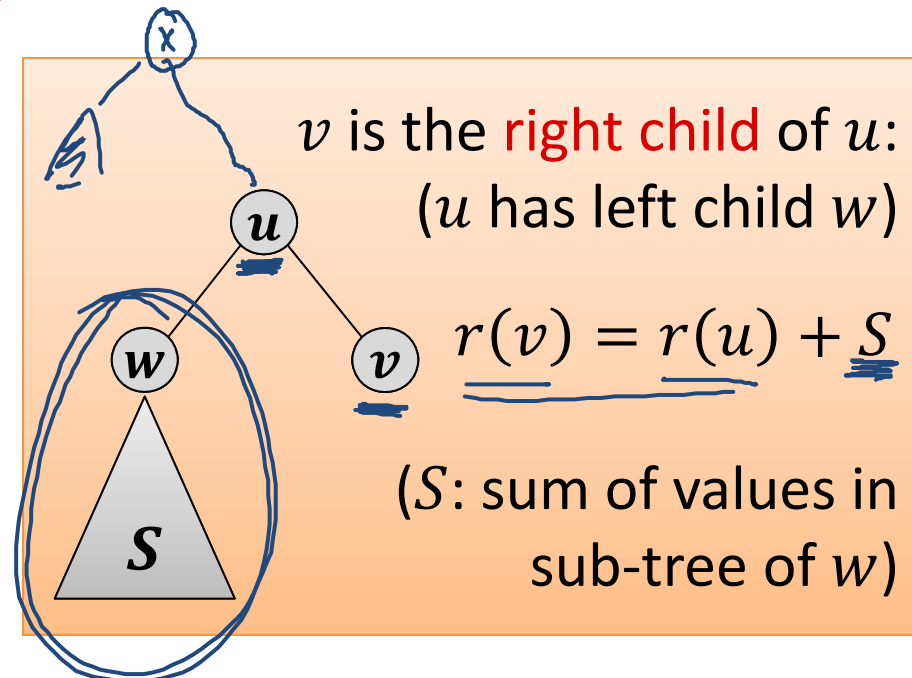 x
v is the right child of u:
(u has left child w)
u
w
v
r(v) = r(u) + S
S
(S: sum of values in
sub-tree of w)